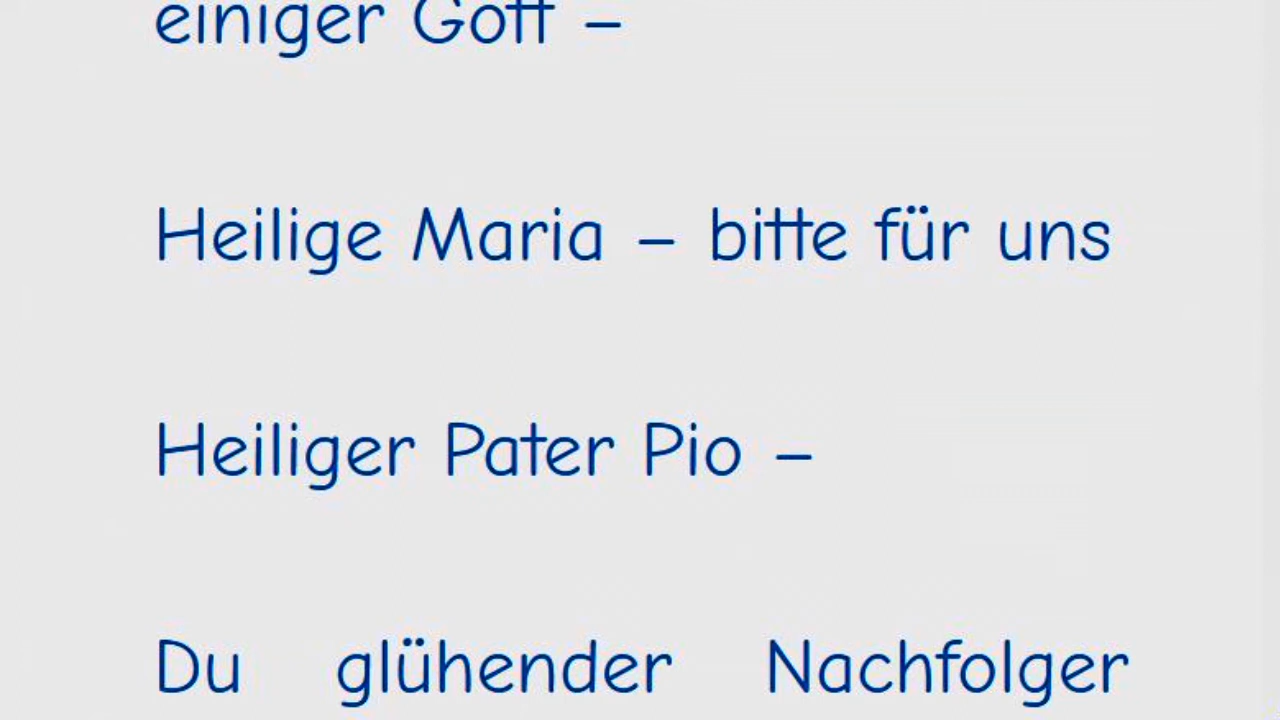 einiger Gott –
Heilige Maria – bitte für uns
Heiliger Pater Pio –
Du glühender Nachfolger